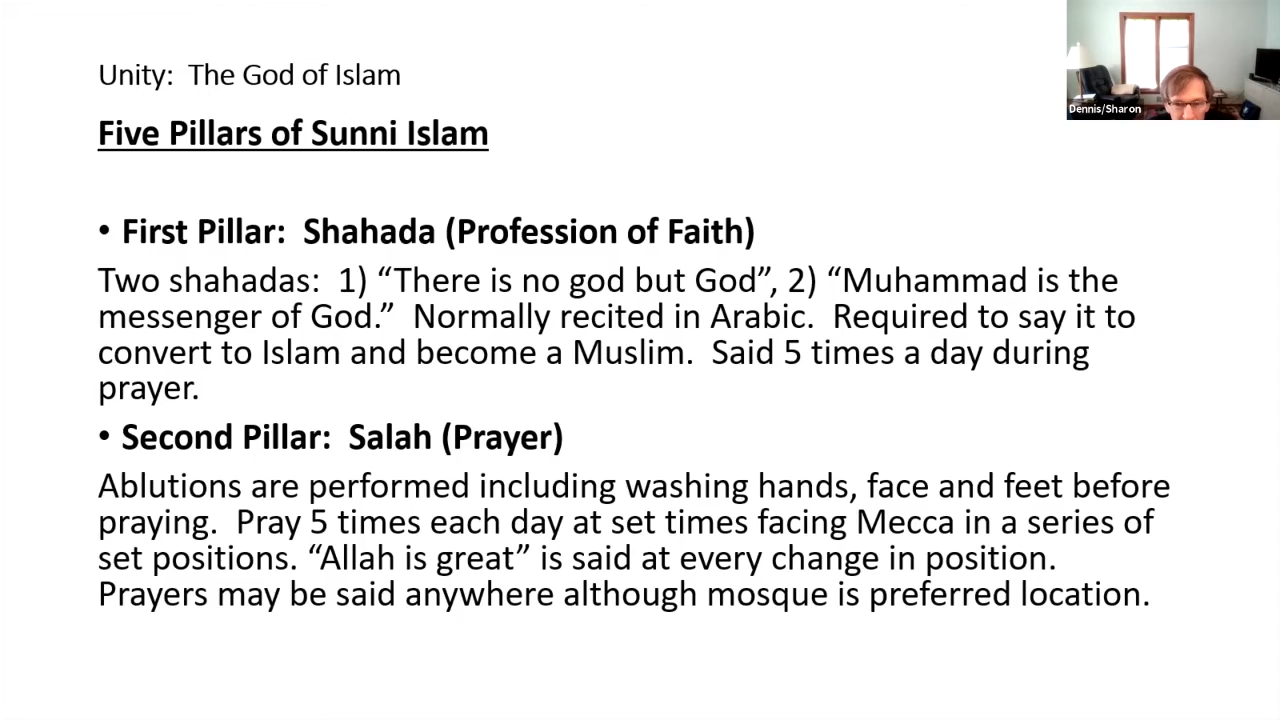 Unity:  The God of Islam
Five Pillars of Sunni Islam
Dennis/Sharon
• First Pillar:  Shahada (Profession of Faith)
Two shahadas:  1) “There is no god but God”, 2) “Muhammad is the
messenger of God.”  Normally recited in Arabic.  Required to say it to
convert to Islam and become a Muslim.  Said 5 times a day during
prayer.
• Second Pillar:  Salah (Prayer)
Ablutions are performed including washing hands, face and feet before
praying.  Pray 5 times each day at set times facing Mecca in a series of
set positions. “Allah is great” is said at every change in position.
Prayers may be said anywhere although mosque is preferred location.